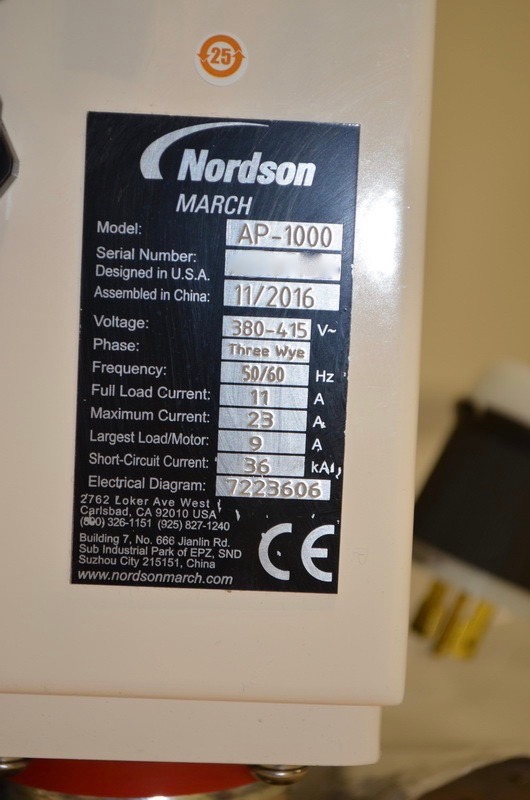 25
Nordson
MARCH
Model: AP-1000
Serial Number:
Designed in U.S.A.
Assembled in China: 11/2016
Voltage: 380-415 V~
Phase: Three Wye
Frequency: 50/60 Hz
Full Load Current: 11 A
Maximum Current: 23 A
Largest Load/Motor: 9 A
Short-Circuit Current: 36 kA
Electrical Diagram: 7223606
2762 Loker Ave West
Carlsbad, CA 92010 USA
(800) 326-1151 (925) 827-1240
Building 7, No. 666 Jianlin Rd.
Sub Industrial Park of EPZ, SND
Suzhou City 215151, China
www.nordsonmarch.com
CE